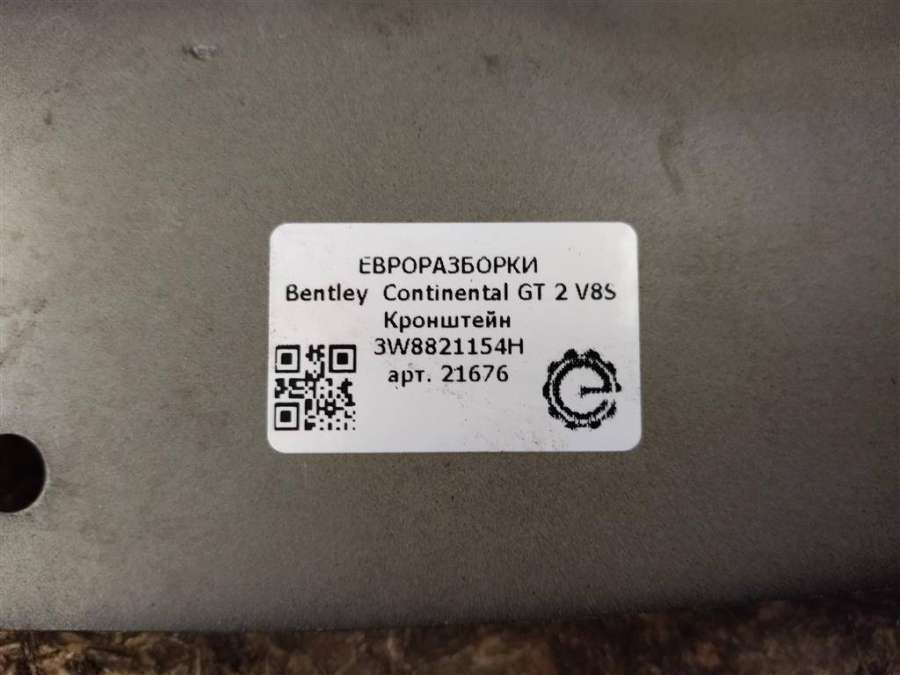 ЕВРОРАЗБОРКИ
Bentley Continental GT 2 V8S
Кронштейн
3W8821154H
арт. 21676